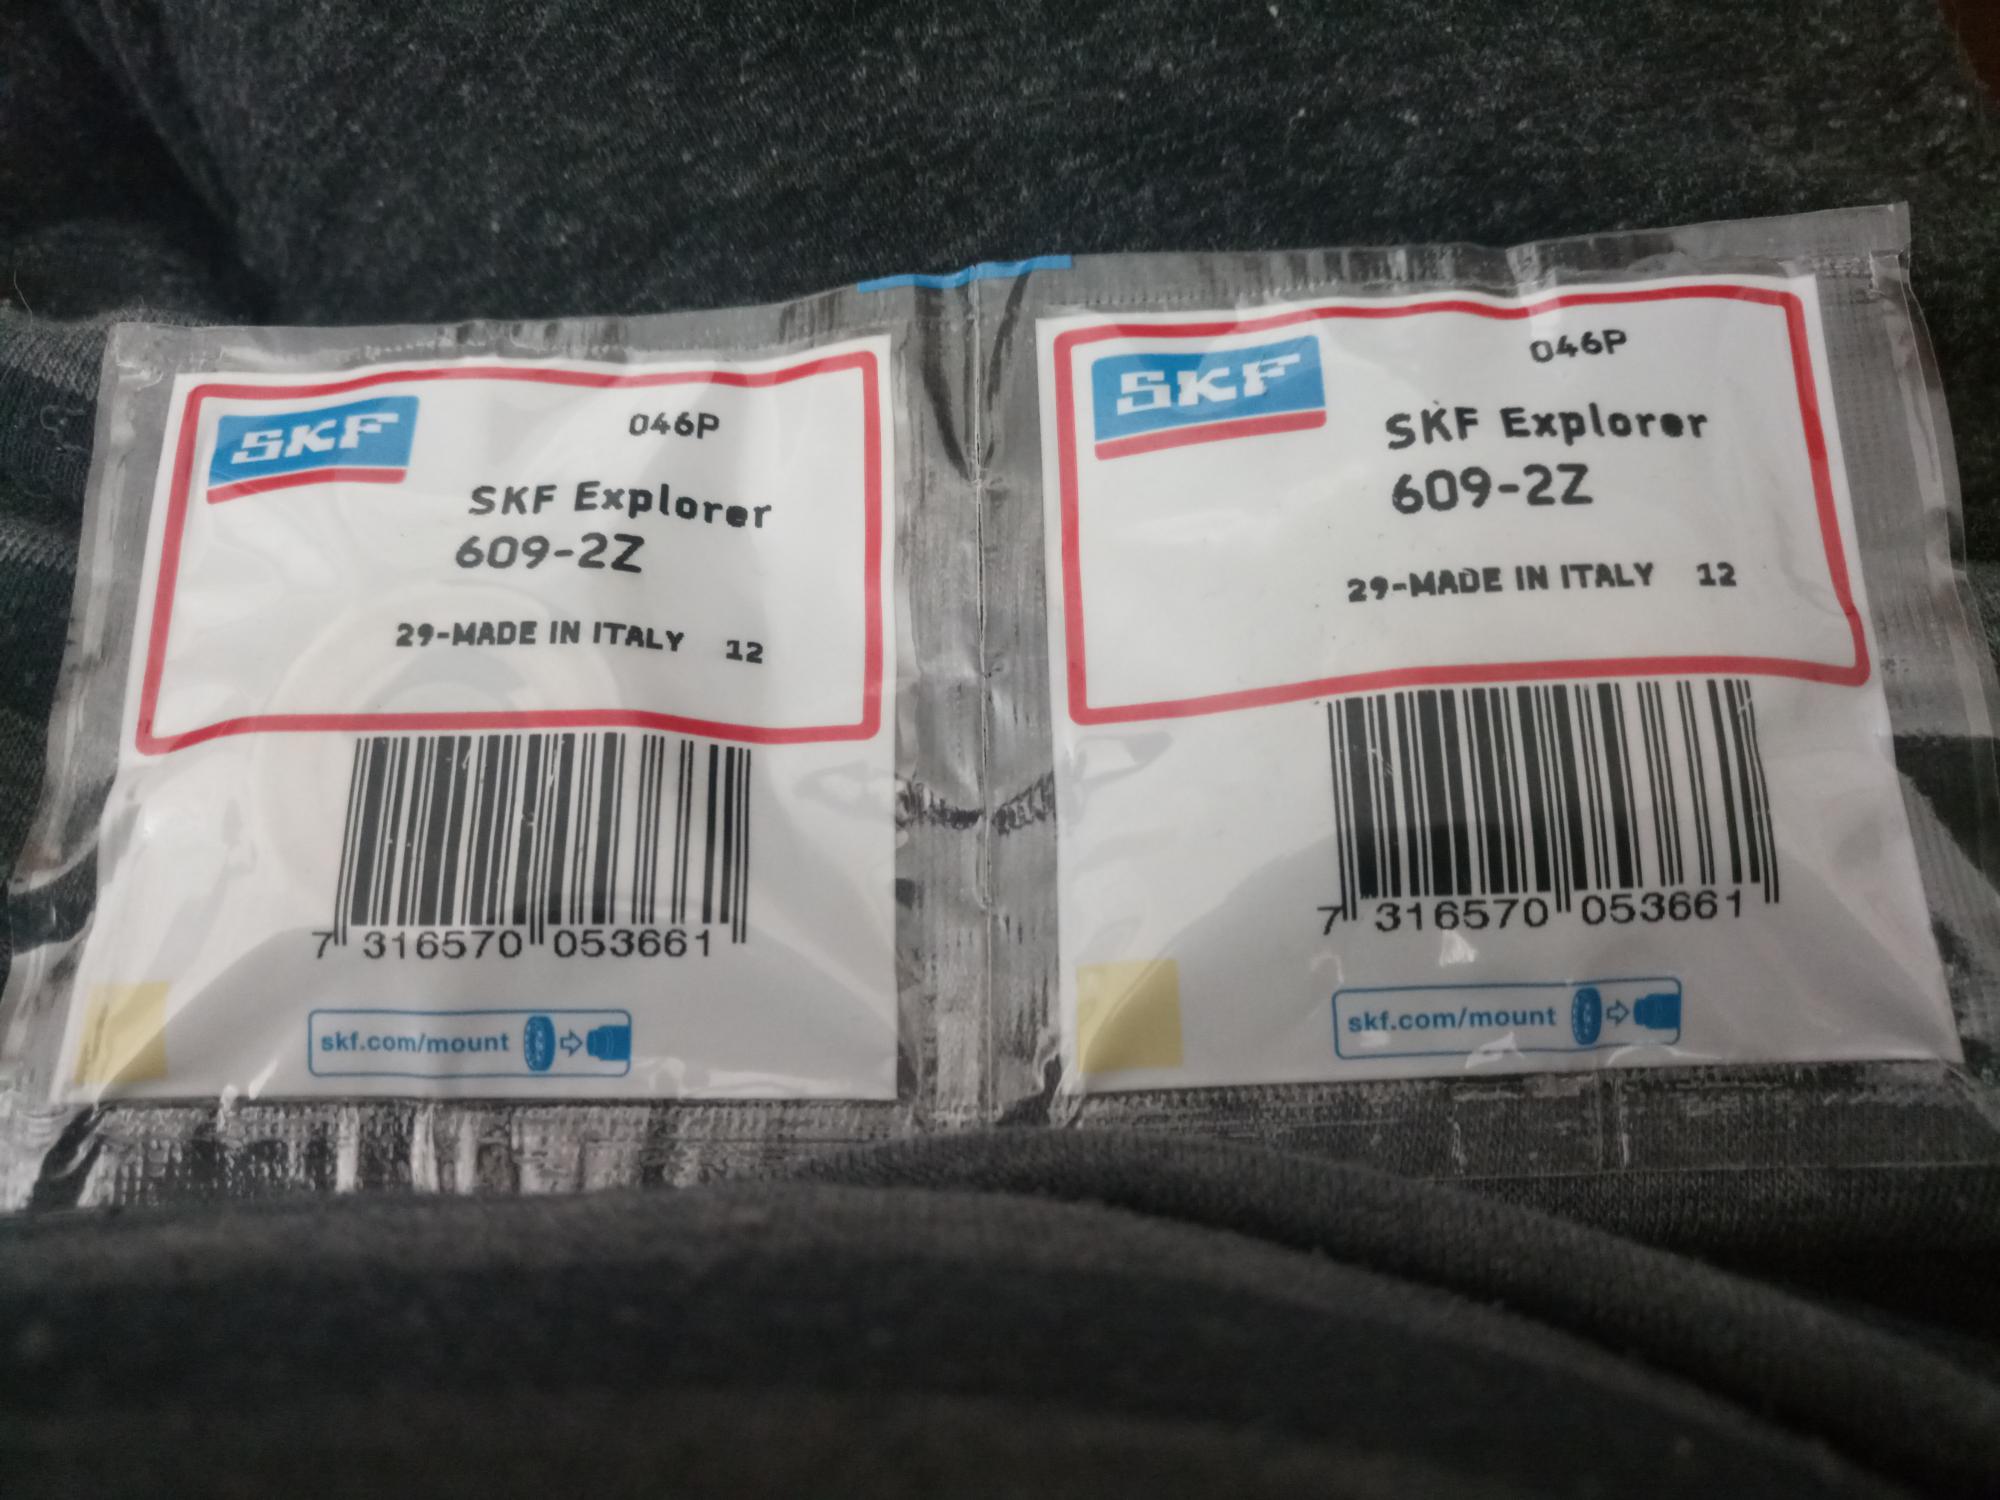 SKF
046P
SKF Explorer
609-2Z
29-MADE IN ITALY 12
7 316570 053661
skf.com/mount
SKF
046P
SKF Explorer
609-2Z
29-MADE IN ITALY 12
7 316570 053661
skf.com/mount